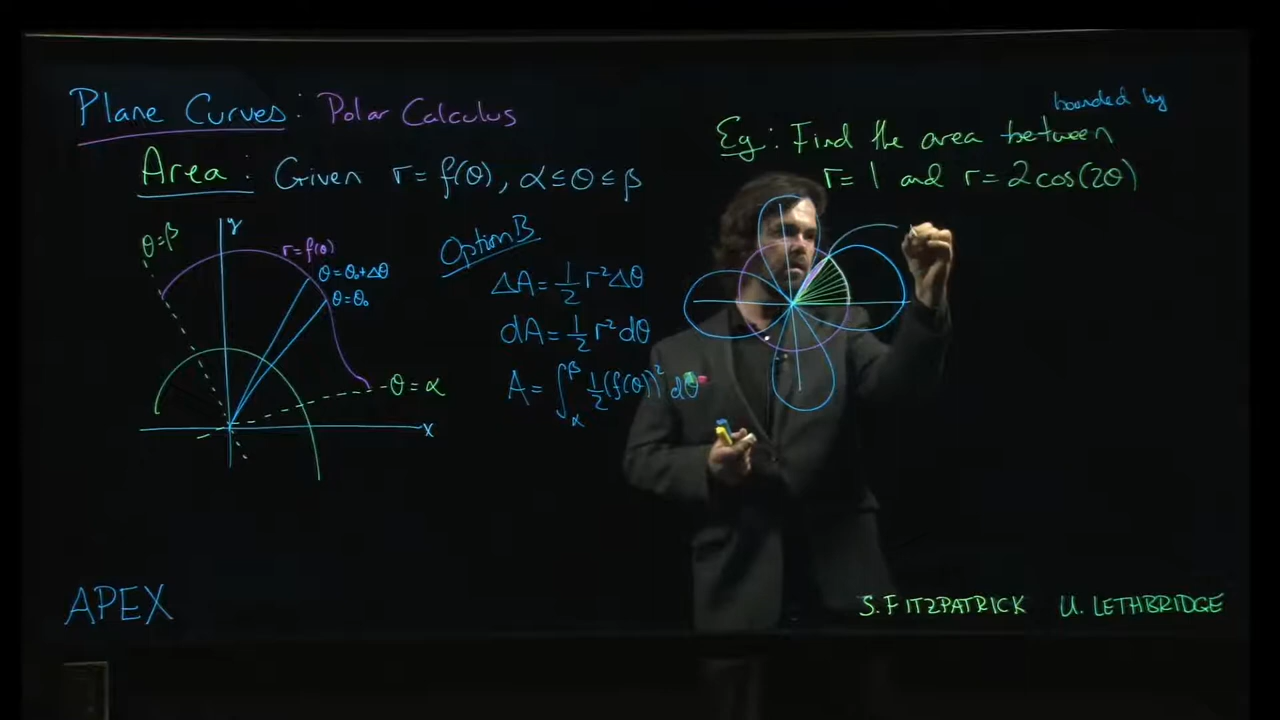 Plane Curves: Polar Calculus
Area: Given r = f(θ), α ≤ θ ≤ β
θ=β
y
r=f(θ)
θ=θ₀+Δθ
θ=θ₀
θ = α
x
Option B
ΔA = 1/2 r² Δθ
dA = 1/2 r² dθ
A = ∫_α^β 1/2 (f(θ))² dθ
bounded by
Eg: Find the area between
r = 1 and r = 2cos(2θ)
APEX
S. FITZPATRICK U. LETHBRIDGE